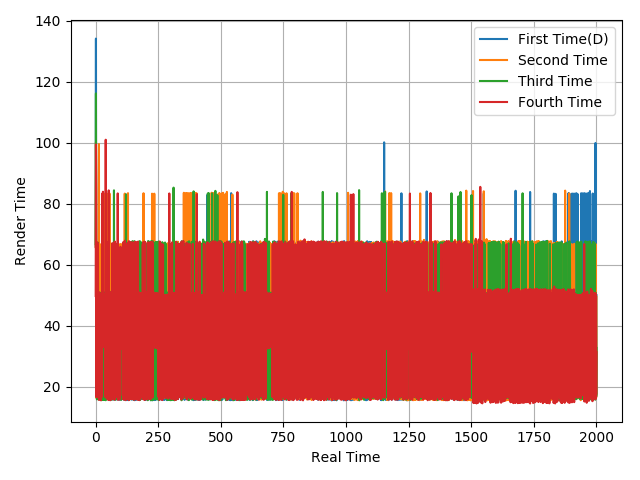 140
120
100
80
60
40
20
Render Time
0 250 500 750 1000 1250 1500 1750 2000
Real Time
First Time(D)
Second Time
Third Time
Fourth Time